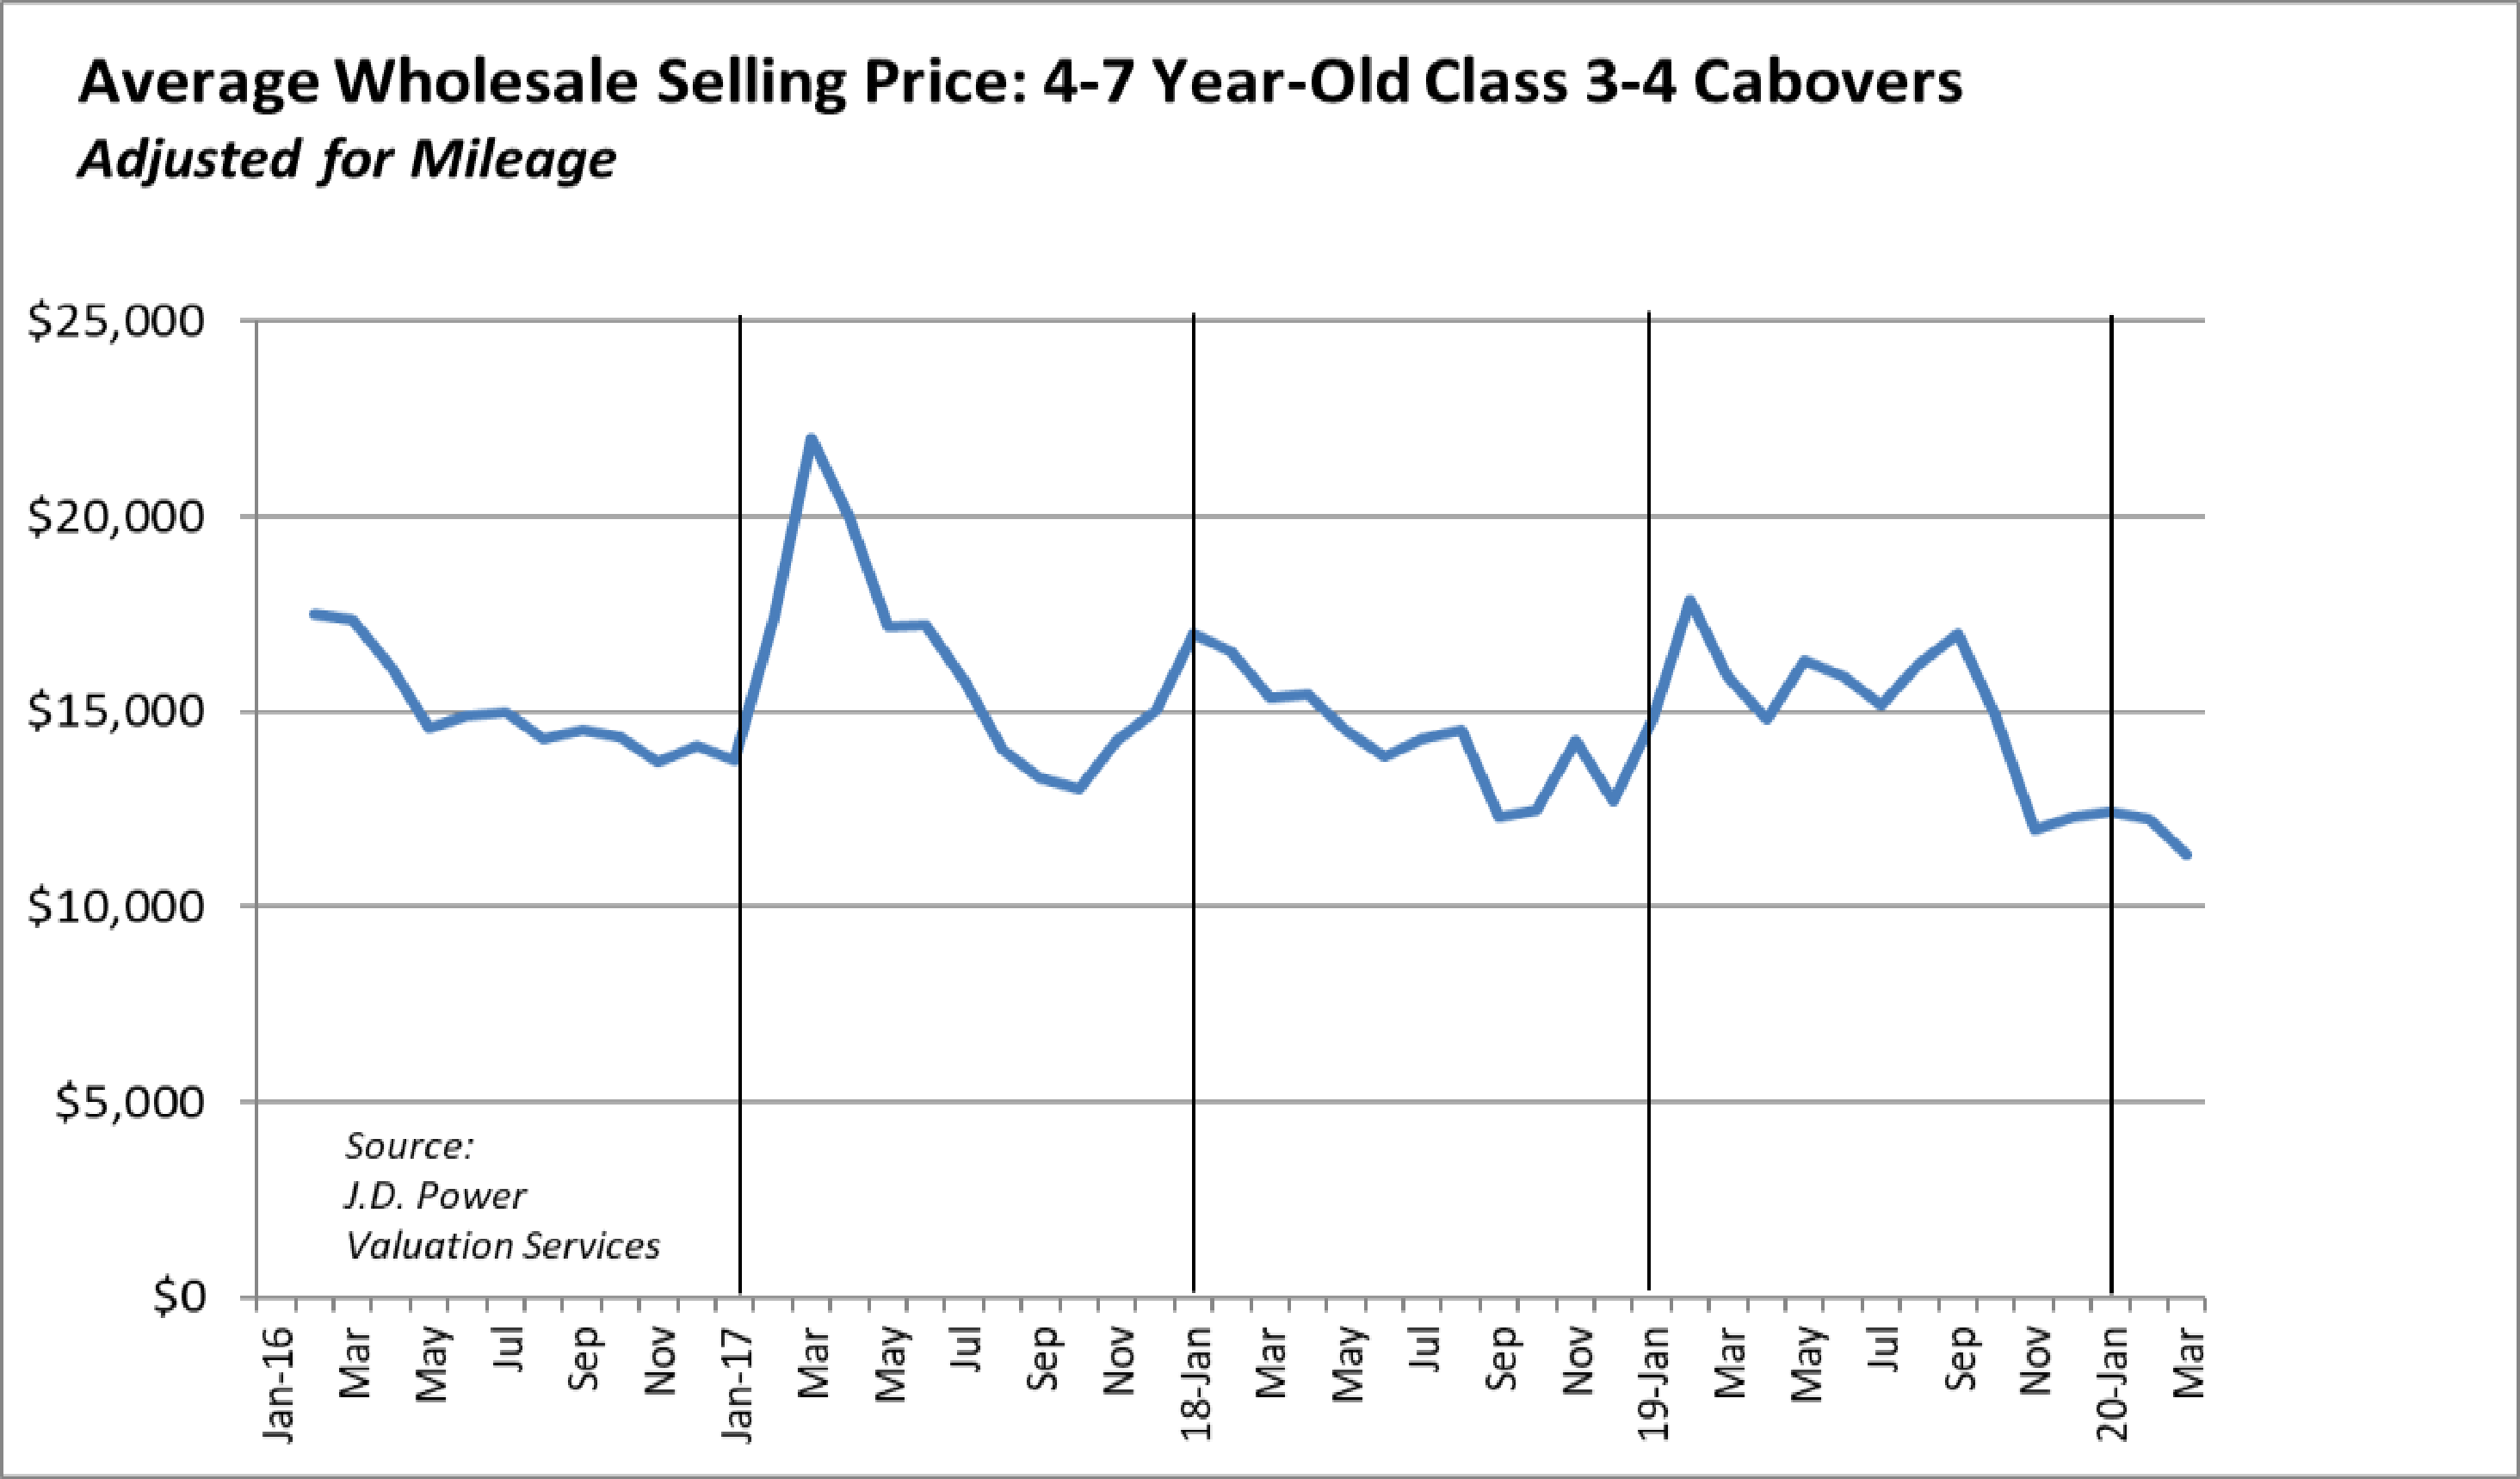 Average Wholesale Selling Price: 4-7 Year-Old Class 3-4 Cabovers
Adjusted for Mileage
$25,000
$20,000
$15,000
$10,000
$5,000
$0
Source:
J.D. Power
Valuation Services
Jan-16
Mar
May
Jul
Sep
Nov
Jan-17
Mar
May
Jul
Sep
Nov
18-Jan
Mar
May
Jul
Sep
Nov
19-Jan
Mar
May
Jul
Sep
Nov
20-Jan
Mar